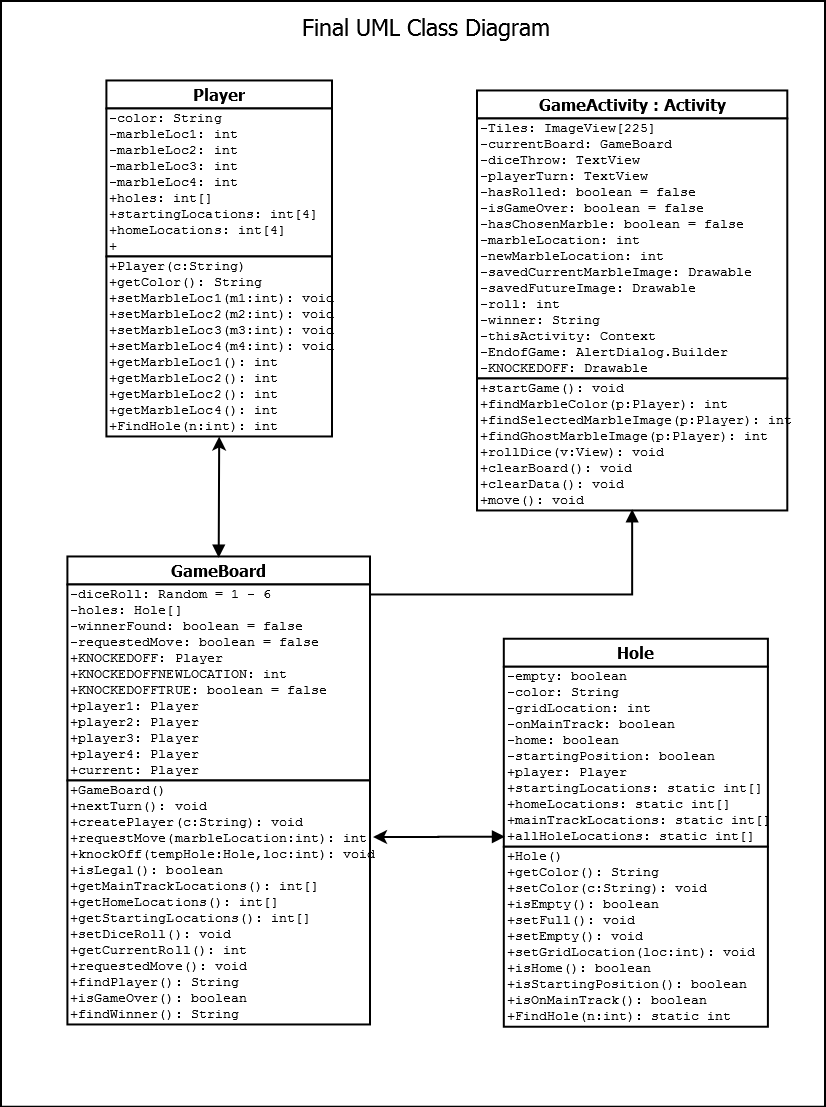 Final UML Class Diagram
Player
-color: String
-marbleLoc1: int
-marbleLoc2: int
-marbleLoc3: int
-marbleLoc4: int
+holes: int[]
+startingLocations: int[4]
+homeLocations: int[4]
+
+Player(c:String)
+getColor(): String
+setMarbleLoc1(m1:int): void
+setMarbleLoc2(m2:int): void
+setMarbleLoc3(m3:int): void
+setMarbleLoc4(m4:int): void
+getMarbleLoc1(): int
+getMarbleLoc2(): int
+getMarbleLoc2(): int
+getMarbleLoc4(): int
+FindHole(n:int): int
GameActivity : Activity
-Tiles: ImageView[225]
-currentBoard: GameBoard
-diceThrow: TextView
-playerTurn: TextView
-hasRolled: boolean = false
-isGameOver: boolean = false
-hasChosenMarble: boolean = false
-marbleLocation: int
-newMarbleLocation: int
-savedCurrentMarbleImage: Drawable
-savedFutureImage: Drawable
-roll: int
-winner: String
-thisActivity: Context
-EndofGame: AlertDialog.Builder
-KNOCKEDOFF: Drawable
+startGame(): void
+findMarbleColor(p:Player): int
+findSelectedMarbleImage(p:Player): int
+findGhostMarbleImage(p:Player): int
+rollDice(v:View): void
+clearBoard(): void
+clearData(): void
+move(): void
GameBoard
-diceRoll: Random = 1 - 6
-holes: Hole[]
-winnerFound: boolean = false
-requestedMove: boolean = false
+KNOCKEDOFF: Player
+KNOCKEDOFFNEWLOCATION: int
+KNOCKEDOFFTRUE: boolean = false
+player1: Player
+player2: Player
+player3: Player
+player4: Player
+current: Player
+GameBoard()
+nextTurn(): void
+createPlayer(c:String): void
+requestMove(marbleLocation:int): int
+knockOff(tempHole:Hole,loc:int): void
+isLegal(): boolean
+getMainTrackLocations(): int[]
+getHomeLocations(): int[]
+getStartingLocations(): int[]
+setDiceRoll(): void
+getCurrentRoll(): int
+requestedMove(): void
+findPlayer(): String
+isGameOver(): boolean
+findWinner(): String
Hole
-empty: boolean
-color: String
-gridLocation: int
-onMainTrack: boolean
-home: boolean
-startingPosition: boolean
+player: Player
+startingLocations: static int[]
+homeLocations: static int[]
+mainTrackLocations: static int[]
+allHoleLocations: static int[]
+Hole()
+getColor(): String
+setColor(c:String): void
+isEmpty(): boolean
+setFull(): void
+setEmpty(): void
+setGridLocation(loc:int): void
+isHome(): boolean
+isStartingPosition(): boolean
+isOnMainTrack(): boolean
+FindHole(n:int): static int